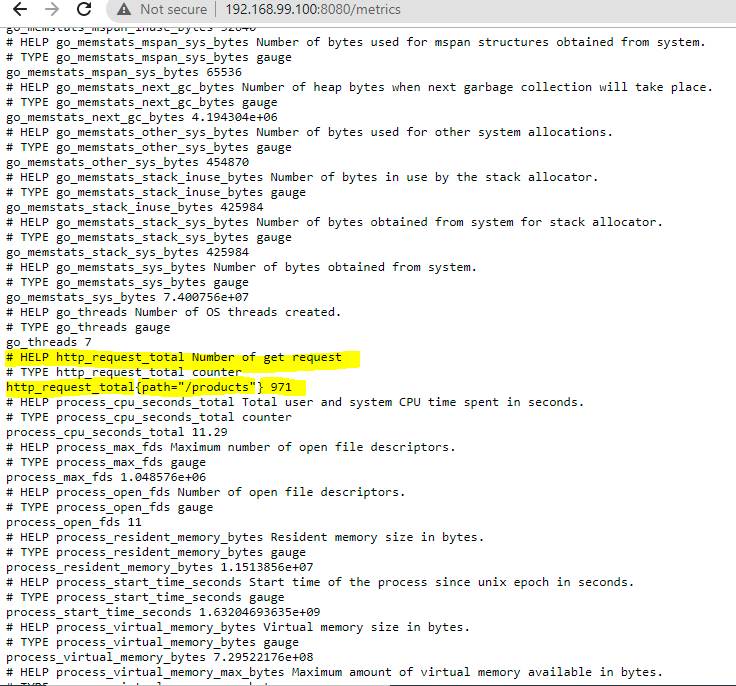 Not secure 192.168.99.100:8080/metrics
# HELP go_memstats_mspan_sys_bytes Number of bytes used for mspan structures obtained from system.
# TYPE go_memstats_mspan_sys_bytes gauge
go_memstats_mspan_sys_bytes 65536
# HELP go_memstats_next_gc_bytes Number of heap bytes when next garbage collection will take place.
# TYPE go_memstats_next_gc_bytes gauge
go_memstats_next_gc_bytes 4.194304e+06
# HELP go_memstats_other_sys_bytes Number of bytes used for other system allocations.
# TYPE go_memstats_other_sys_bytes gauge
go_memstats_other_sys_bytes 454870
# HELP go_memstats_stack_inuse_bytes Number of bytes in use by the stack allocator.
# TYPE go_memstats_stack_inuse_bytes gauge
go_memstats_stack_inuse_bytes 425984
# HELP go_memstats_stack_sys_bytes Number of bytes obtained from system for stack allocator.
# TYPE go_memstats_stack_sys_bytes gauge
go_memstats_stack_sys_bytes 425984
# HELP go_memstats_sys_bytes Number of bytes obtained from system.
# TYPE go_memstats_sys_bytes gauge
go_memstats_sys_bytes 7.400756e+07
# HELP go_threads Number of OS threads created.
# TYPE go_threads gauge
go_threads 7
# HELP http_request_total Number of get request
# TYPE http_request_total counter
http_request_total{path="/products"} 971
# HELP process_cpu_seconds_total Total user and system CPU time spent in seconds.
# TYPE process_cpu_seconds_total counter
process_cpu_seconds_total 11.29
# HELP process_max_fds Maximum number of open file descriptors.
# TYPE process_max_fds gauge
process_max_fds 1.048576e+06
# HELP process_open_fds Number of open file descriptors.
# TYPE process_open_fds gauge
process_open_fds 11
# HELP process_resident_memory_bytes Resident memory size in bytes.
# TYPE process_resident_memory_bytes gauge
process_resident_memory_bytes 1.1513856e+07
# HELP process_start_time_seconds Start time of the process since unix epoch in seconds.
# TYPE process_start_time_seconds gauge
process_start_time_seconds 1.63204693635e+09
# HELP process_virtual_memory_bytes Virtual memory size in bytes.
# TYPE process_virtual_memory_bytes gauge
process_virtual_memory_bytes 7.29522176e+08
# HELP process_virtual_memory_max_bytes Maximum amount of virtual memory available in bytes.